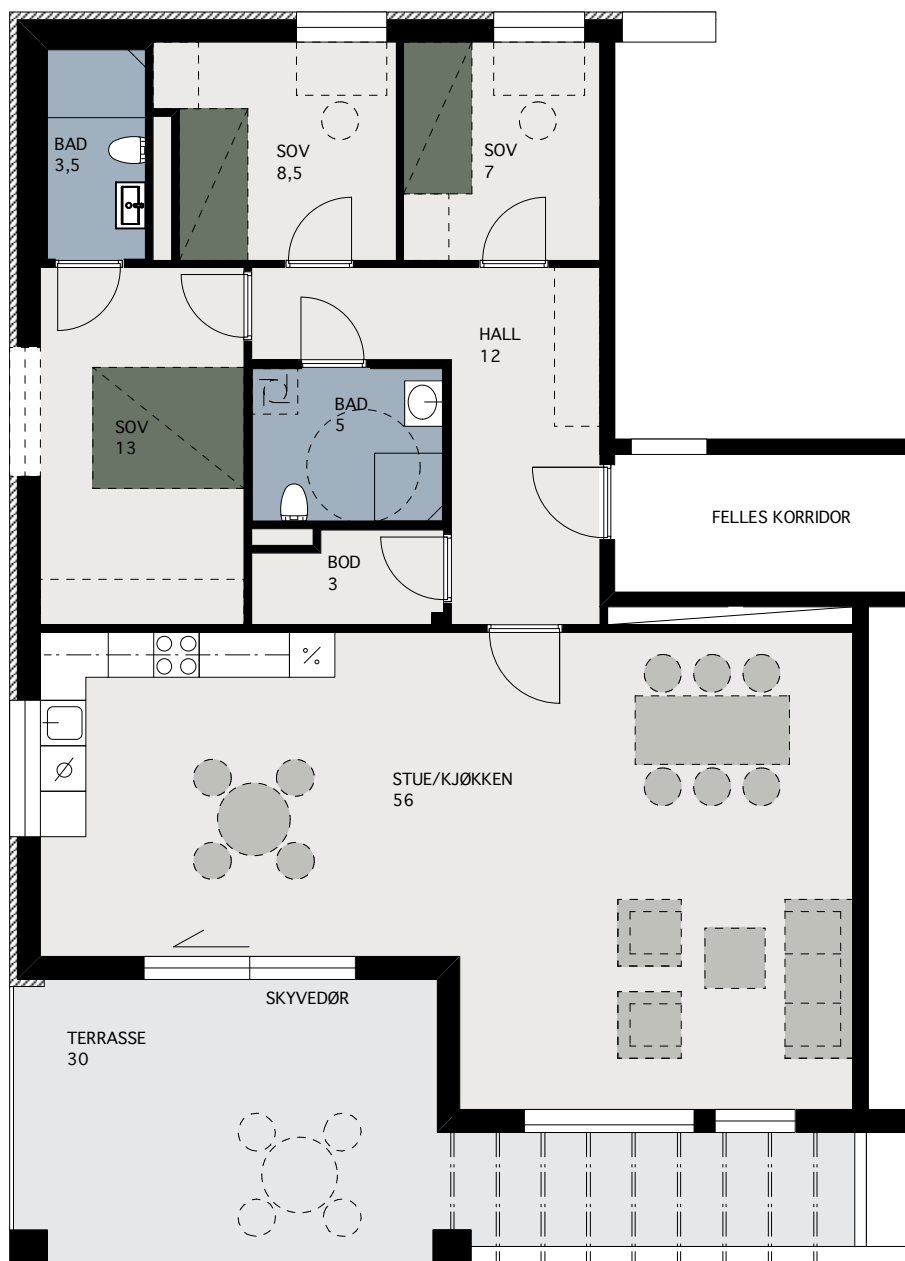 BAD
3,5
SOV
8,5
SOV
7
HALL
12
SOV
13
BAD
5
BOD
3
FELLES KORRIDOR
STUE/KJØKKEN
56
SKYVEDØR
TERRASSE
30